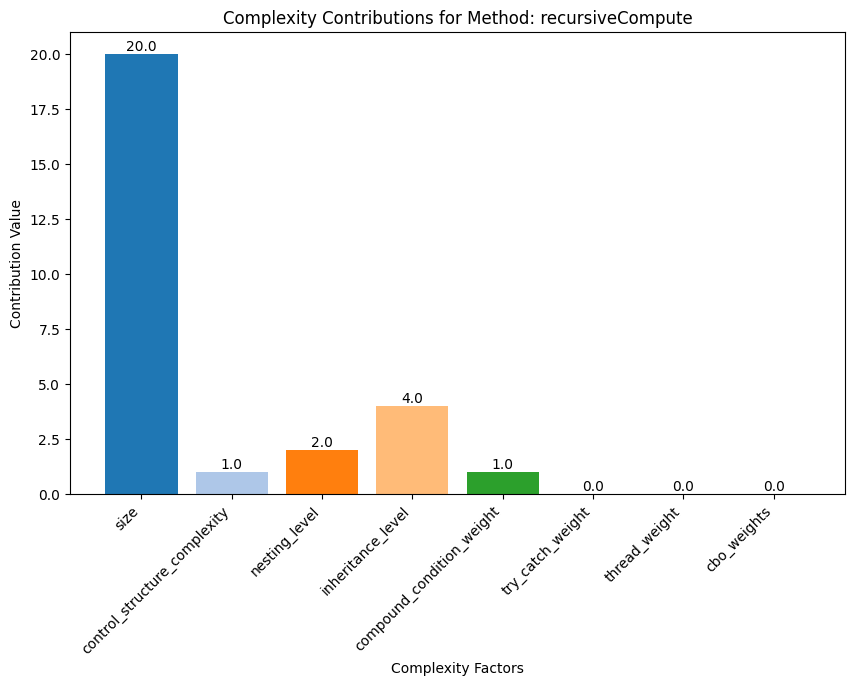 Complexity Contributions for Method: recursiveCompute
Contribution Value
20.0
17.5
15.0
12.5
10.0
7.5
5.0
2.5
0.0
20.0
1.0
2.0
4.0
1.0
0.0
0.0
0.0
size
control_structure_complexity
nesting_level
inheritance_level
compound_condition_weight
try_catch_weight
thread_weight
cbo_weights
Complexity Factors